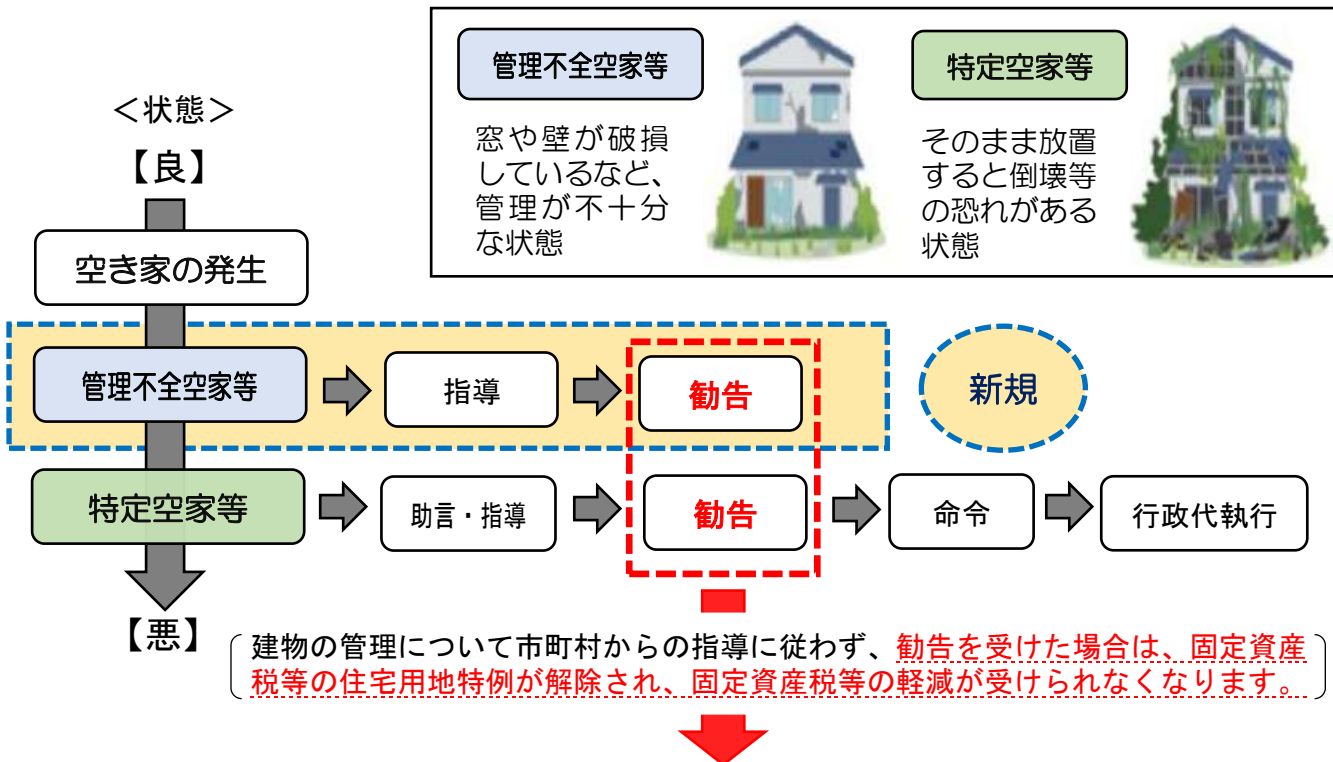 管理不全空家等
窓や壁が破損
しているなど、
管理が不十分
な状態
特定空家等
そのまま放置
すると倒壊等
の恐れがある
状態
＜状態＞
【良】
空き家の発生
管理不全空家等
指導
勧告
新規
特定空家等
助言・指導
勧告
命令
行政代執行
【悪】
建物の管理について市町村からの指導に従わず、勧告を受けた場合は、固定資産
税等の住宅用地特例が解除され、固定資産税等の軽減が受けられなくなります。